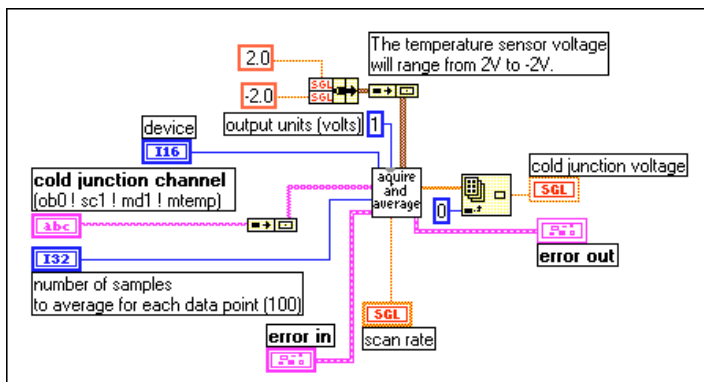 2.0
-2.0
SGL
SGL
The temperature sensor voltage
will range from 2V to -2V.
device
I16
output units (volts)
1
cold junction channel
(ob0 ! sc1 ! md1 ! mtemp)
abc
aquire
and
average
0
cold junction voltage
SGL
I32
number of samples
to average for each data point (100)
error out
error in
SGL
scan rate